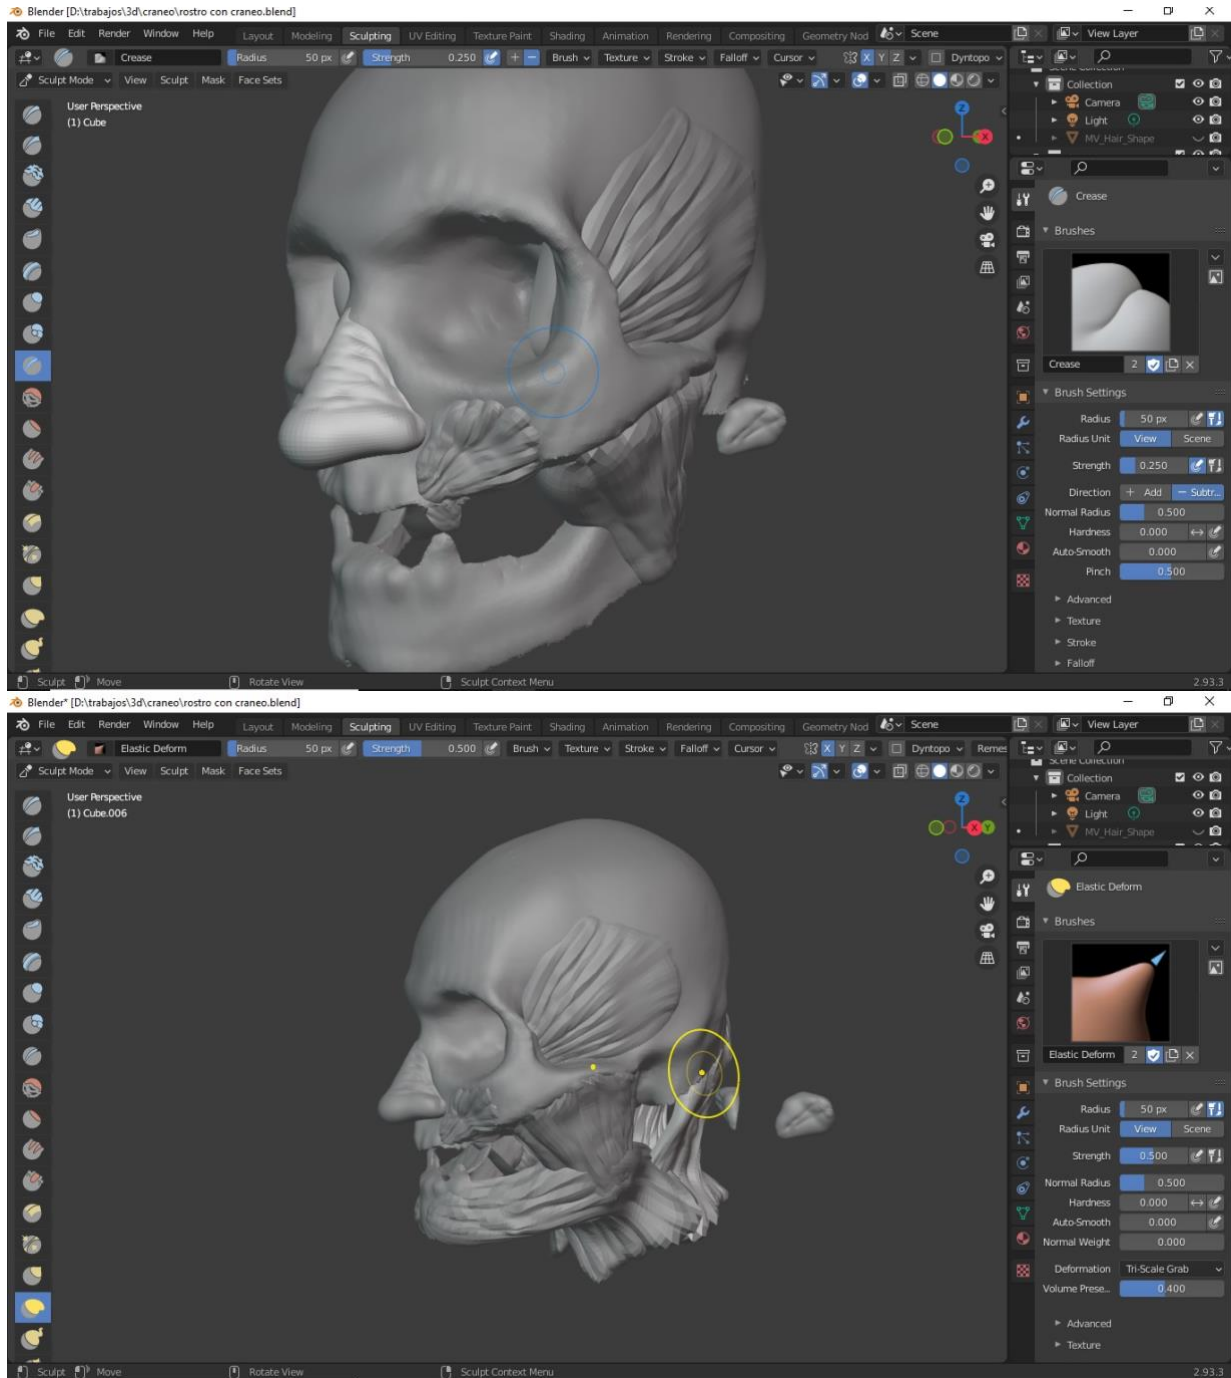 Blender [D:\trabajos\3d\craneo\rostro con craneo.blend]
File Edit Render Window Help Layout Modeling Sculpting UV Editing Texture Paint Shading Animation Rendering Compositing Geometry Nod Scene View Layer
Crease Radius 50 px Strength 0.250 + − Brush Texture Stroke Falloff Cursor X Y Z Dyntopo
Sculpt Mode View Sculpt Mask Face Sets
Collection
User Perspective
(1) Cube
Camera
Light
MV_Hair_Shape
Z
X
Crease
Brushes
Crease 2
Brush Settings
Radius 50 px
Radius Unit View Scene
Strength 0.250
Direction + Add − Subtr...
Normal Radius 0.500
Hardness 0.000
Auto-Smooth 0.000
Pinch 0.500
Advanced
Texture
Stroke
Falloff
Sculpt Move Rotate View Sculpt Context Menu 2.93.3
Blender* [D:\trabajos\3d\craneo\rostro con craneo.blend]
File Edit Render Window Help Layout Modeling Sculpting UV Editing Texture Paint Shading Animation Rendering Compositing Geometry Nod Scene View Layer
Elastic Deform Radius 50 px Strength 0.500 Brush Texture Stroke Falloff Cursor X Y Z Dyntopo Remes
Sculpt Mode View Sculpt Mask Face Sets
Scene Collection
Collection
User Perspective
(1) Cube.006
Camera
Light
MV_Hair_Shape
Z
X Y
Elastic Deform
Brushes
Elastic Deform 2
Brush Settings
Radius 50 px
Radius Unit View Scene
Strength 0.500
Normal Radius 0.500
Hardness 0.000
Auto-Smooth 0.000
Normal Weight 0.000
Deformation Tri-Scale Grab
Volume Prese... 0.400
Advanced
Texture
Sculpt Move Rotate View Sculpt Context Menu 2.93.3